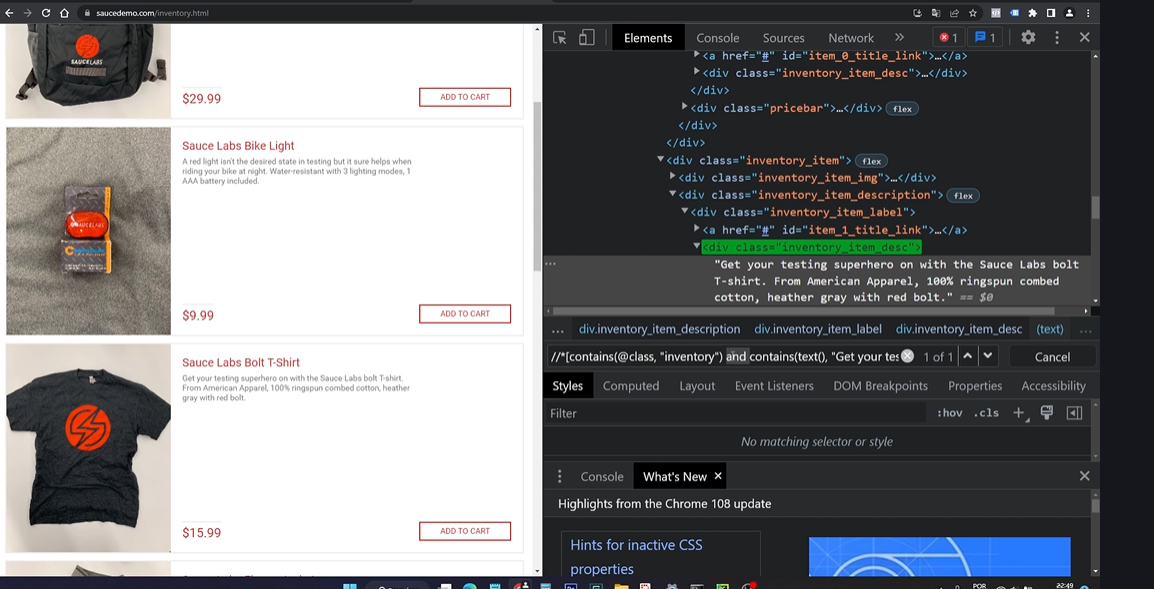 saucedemo.com/inventory.html
SAUCE LABS
$29.99
ADD TO CART
Sauce Labs Bike Light
A red light isn't the desired state in testing but it sure helps when
riding your bike at night. Water-resistant with 3 lighting modes, 1
AAA battery included.
$9.99
ADD TO CART
Sauce Labs Bolt T-Shirt
Get your testing superhero on with the Sauce Labs bolt T-shirt.
From American Apparel, 100% ringspun combed cotton, heather
gray with red bolt.
$15.99
ADD TO CART
Elements
Console
Sources
Network
1
1
<a href="#" id="item_0_title_link">…</a>
<div class="inventory_item_desc">…</div>
</div>
<div class="pricebar">…</div> flex
</div>
</div>
<div class="inventory_item"> flex
<div class="inventory_item_img">…</div>
<div class="inventory_item_description"> flex
<div class="inventory_item_label">
<a href="#" id="item_1_title_link">…</a>
<div class="inventory_item_desc">
"Get your testing superhero on with the Sauce Labs bolt
T-shirt. From American Apparel, 100% ringspun combed
cotton, heather gray with red bolt." == $0
... div.inventory_item_description div.inventory_item_label div.inventory_item_desc (text) ...
//*[contains(@class, "inventory") and contains(text(), "Get your tes
1 of 1
Cancel
Styles Computed Layout Event Listeners DOM Breakpoints Properties Accessibility
Filter
:hov .cls
No matching selector or style
Console What's New
Highlights from the Chrome 108 update
Hints for inactive CSS
properties
POR
22:49